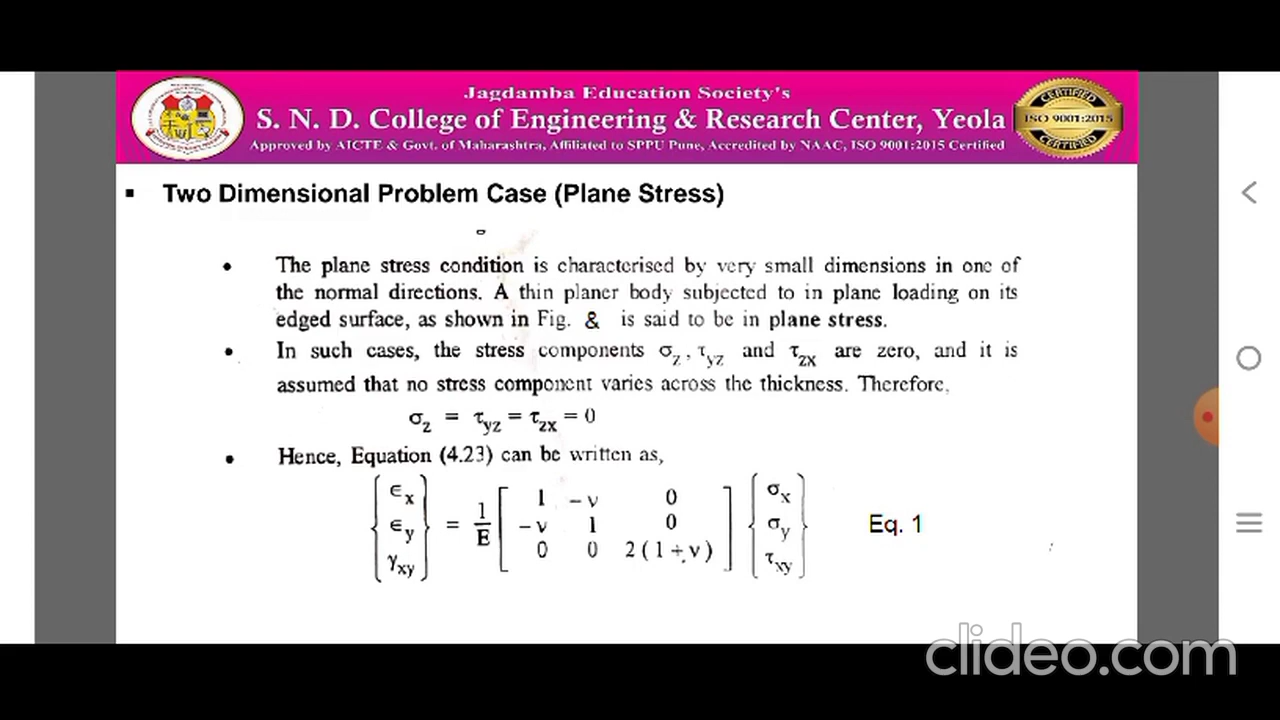 Jagdamba Education Society's
S. N. D. College of Engineering & Research Center, Yeola
Approved by AICTE & Govt. of Maharashtra, Affiliated to SPPU Pune, Accredited by NAAC, ISO 9001:2015 Certified
CERTIFIED
ISO 9001:2015
CERTIFIED
▪ Two Dimensional Problem Case (Plane Stress)
• The plane stress condition is characterised by very small dimensions in one of
the normal directions. A thin planer body subjected to in plane loading on its
edged surface, as shown in Fig. & is said to be in plane stress.
• In such cases, the stress components σz, τyz and τzx are zero, and it is
assumed that no stress component varies across the thickness. Therefore,
σz = τyz = τzx = 0
• Hence, Equation (4.23) can be written as,
{ϵx ϵy γxy} = 1/E [1 −ν 0; −ν 1 0; 0 0 2(1+ν)] {σx σy τxy} Eq. 1
clideo.com